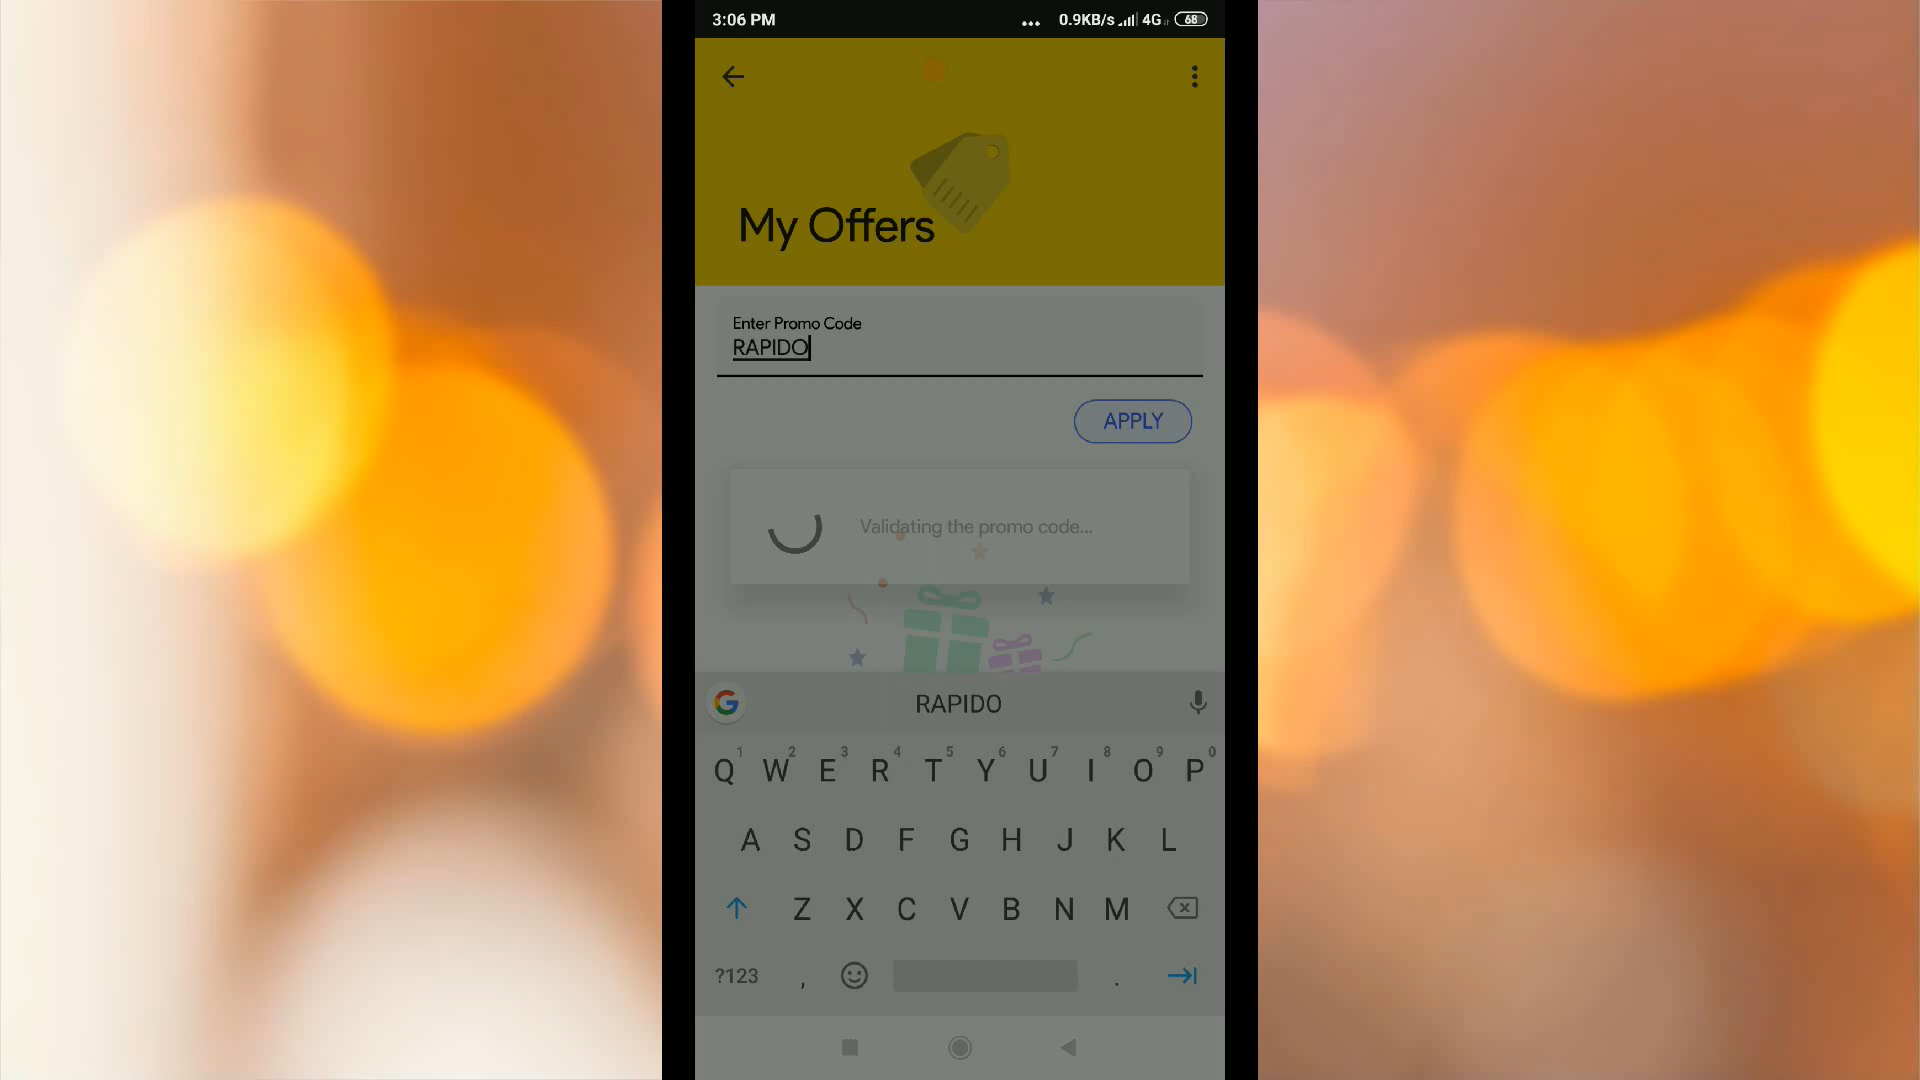 3:06 PM
... 0.9KB/s 4G 68
My Offers
Enter Promo Code
RAPIDO
APPLY
Validating the promo code...
G RAPIDO
1 2 3 4 5 6 7 8 9 0
Q W E R T Y U I O P
A S D F G H J K L
Z X C V B N M
?123 , .